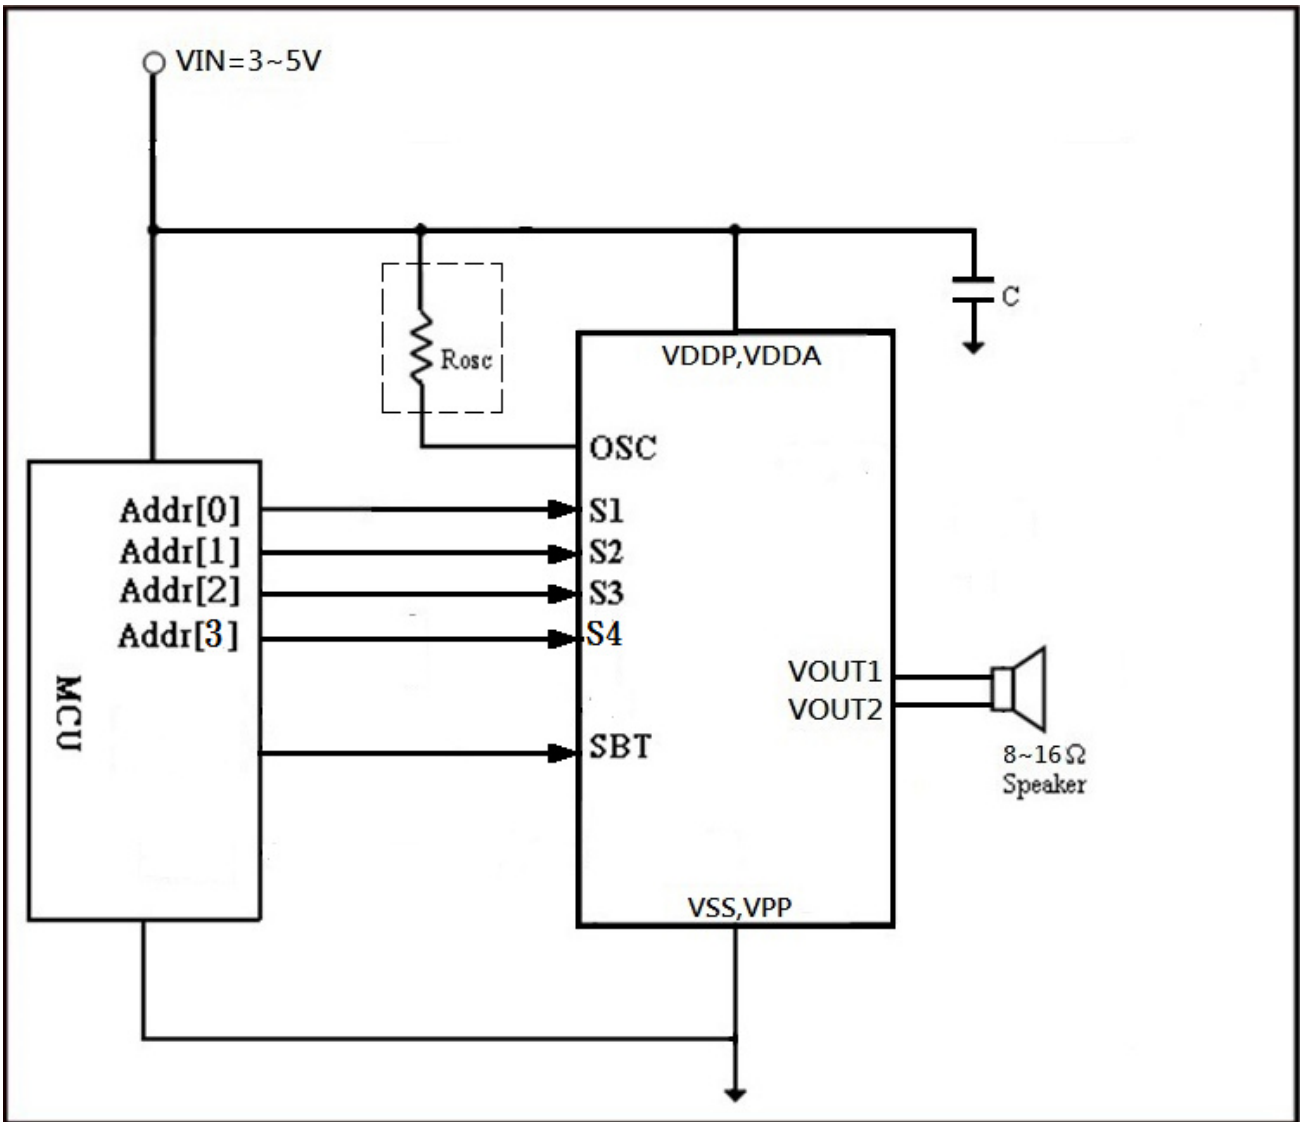 VIN=3~5V
C
Rosc
VDDP,VDDA
OSC
Addr[0]
S1
Addr[1]
S2
Addr[2]
S3
Addr[3]
S4
MCU
VOUT1
VOUT2
SBT
8~16Ω
Speaker
VSS,VPP